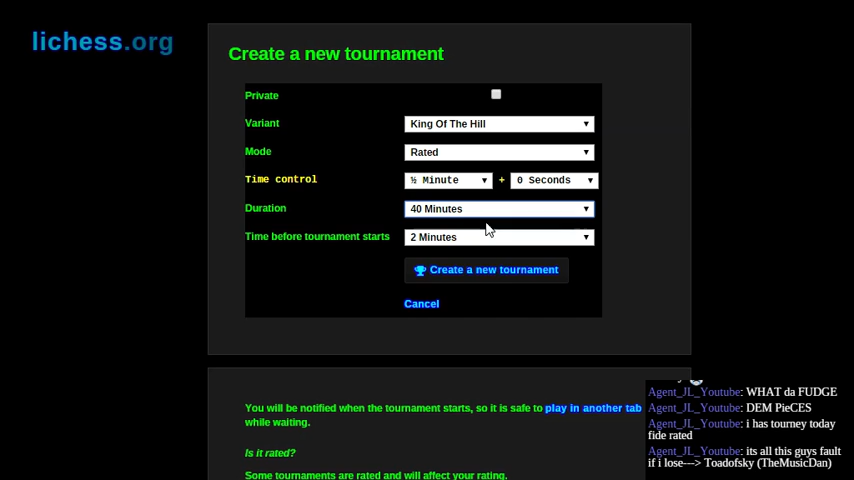 lichess.org
Create a new tournament
Private
Variant King Of The Hill
Mode Rated
Time control ½ Minute + 0 Seconds
Duration 40 Minutes
Time before tournament starts 2 Minutes
Create a new tournament
Cancel
You will be notified when the tournament starts, so it is safe to play in another tab
while waiting.
Is it rated?
Some tournaments are rated and will affect your rating.
Agent_JL_Youtube: WHAT da FUDGE
Agent_JL_Youtube: DEM PieCES
Agent_JL_Youtube: i has tourney today
fide rated
Agent_JL_Youtube: its all this guys fault
if i lose---> Toadofsky (TheMusicDan)